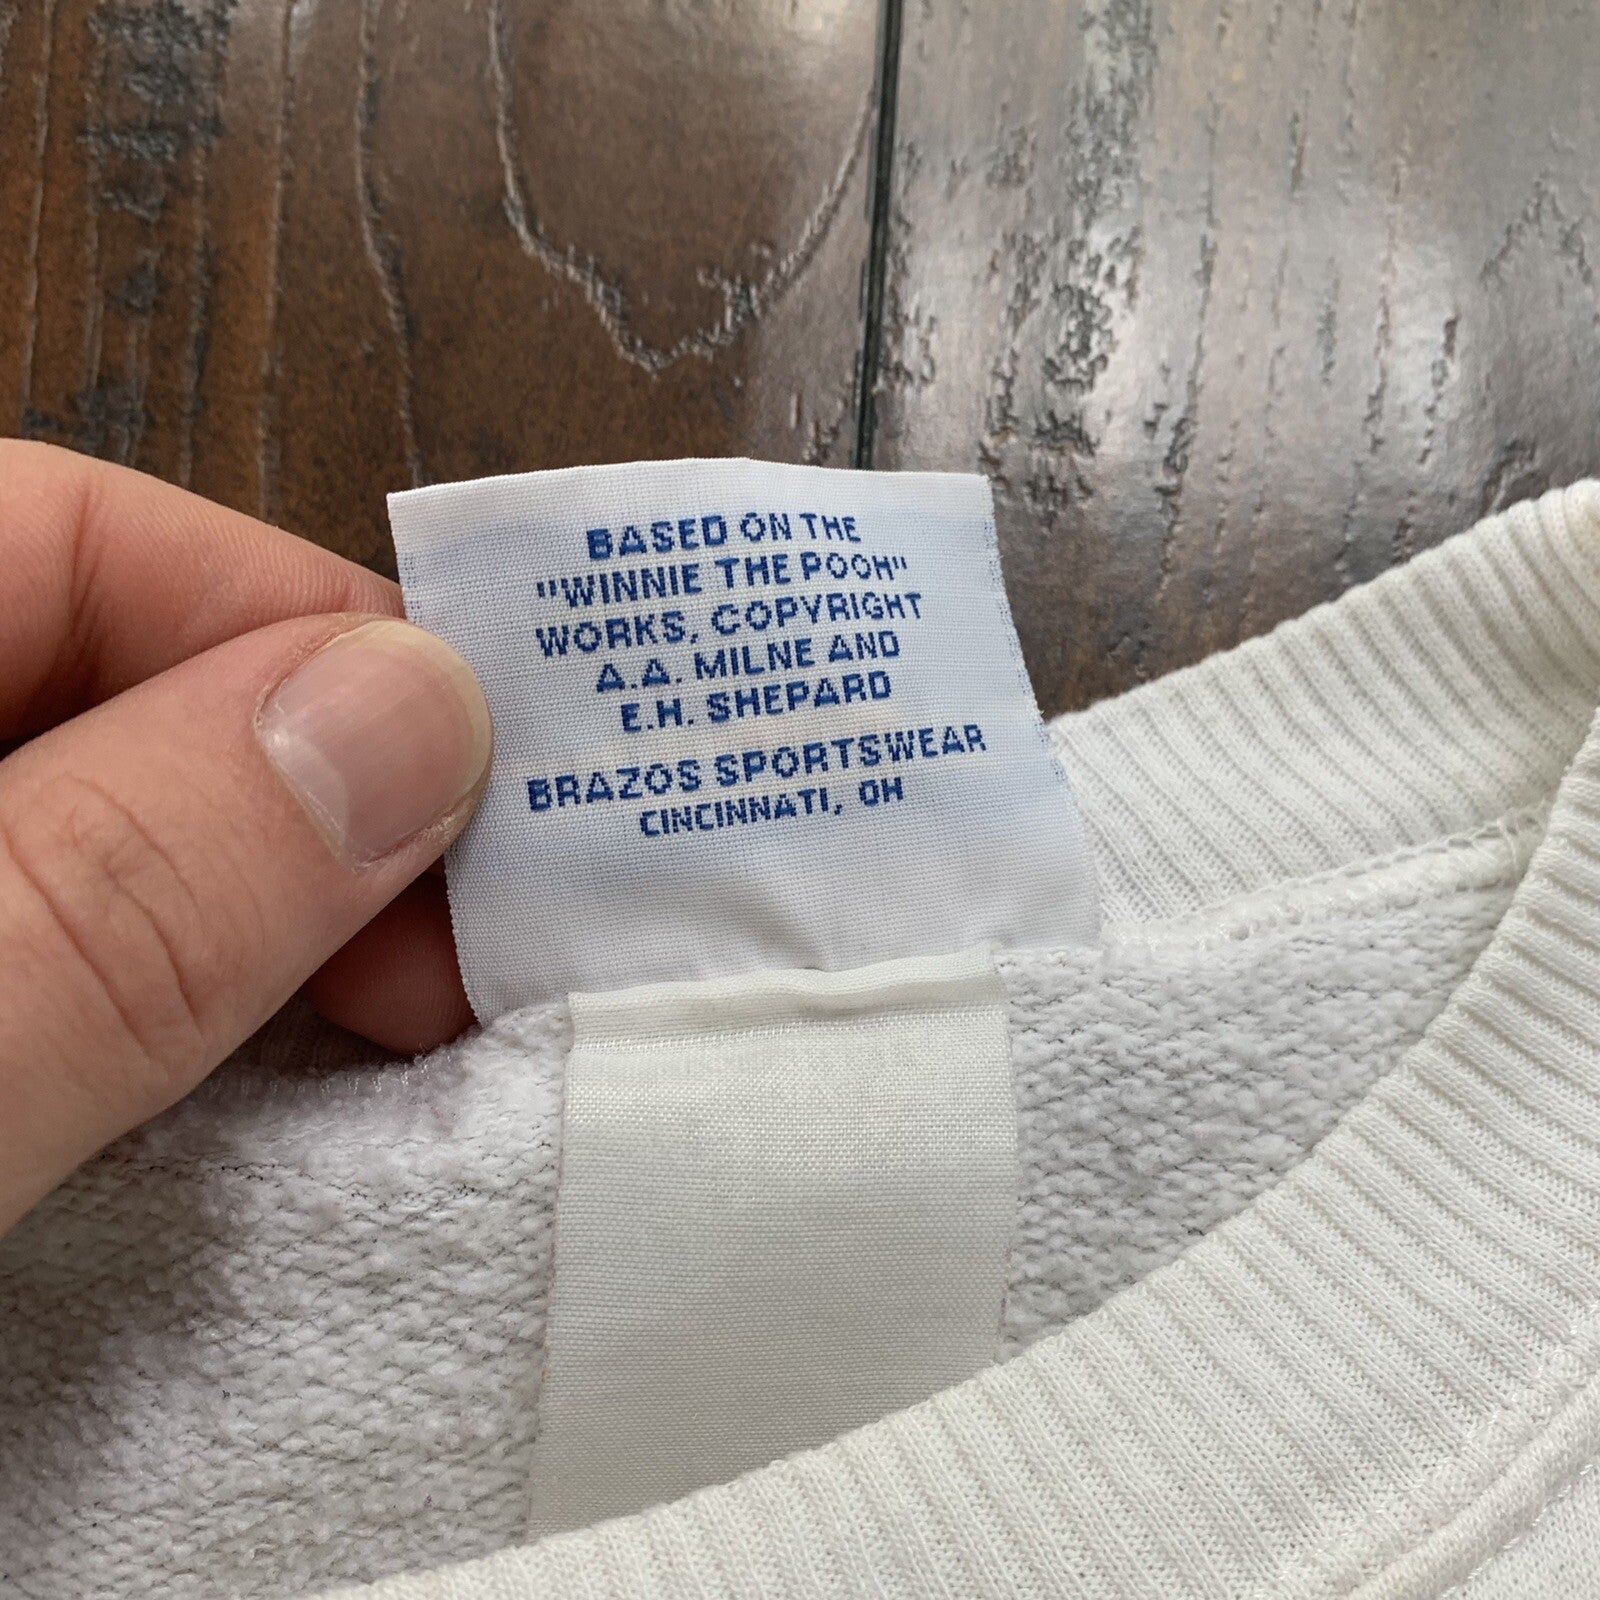 BASED ON THE
"WINNIE THE POOH"
WORKS, COPYRIGHT
A.A. MILNE AND
E.H. SHEPARD
BRAZOS SPORTSWEAR
CINCINNATI, OH